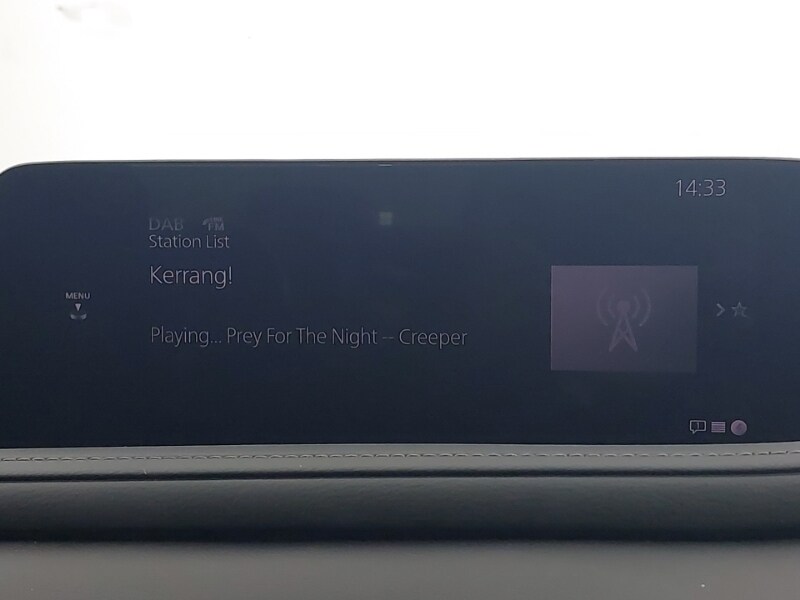 14:33
DAB FM
Station List
Kerrang!
MENU
Playing... Prey For The Night -- Creeper